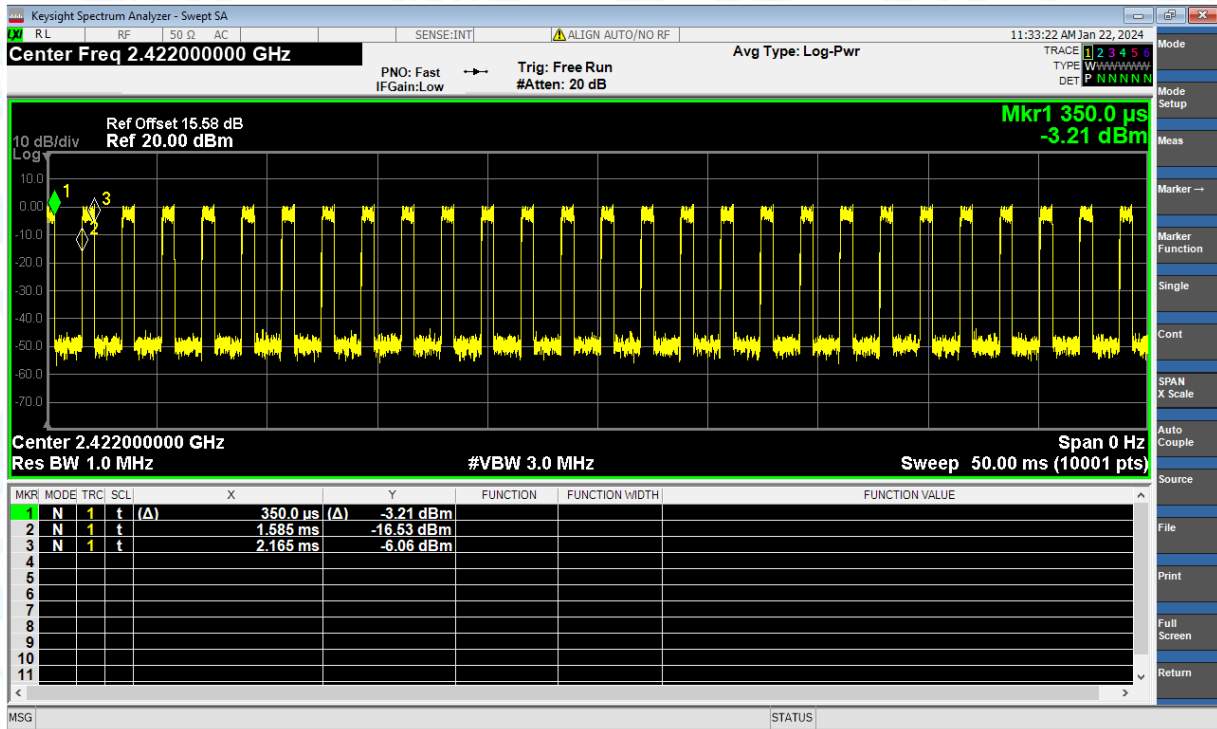 Keysight Spectrum Analyzer - Swept SA
LXI RL RF 50 Ω AC SENSE:INT ALIGN AUTO/NO RF 11:33:22 AM Jan 22, 2024
Center Freq 2.422000000 GHz
PNO: Fast
IFGain:Low
Trig: Free Run
#Atten: 20 dB
Avg Type: Log-Pwr
TRACE 1 2 3 4 5 6
TYPE W
DET P N N N N N
Mkr1 350.0 µs
-3.21 dBm
Ref Offset 15.58 dB
10 dB/div Ref 20.00 dBm
Log
10.0
0.00
-10.0
-20.0
-30.0
-40.0
-50.0
-60.0
-70.0
1
2
3
Center 2.422000000 GHz Span 0 Hz
Res BW 1.0 MHz #VBW 3.0 MHz Sweep 50.00 ms (10001 pts)
MKR MODE TRC SCL X Y FUNCTION FUNCTION WIDTH FUNCTION VALUE
1 N 1 t (Δ) 350.0 µs (Δ) -3.21 dBm
2 N 1 t 1.585 ms -16.53 dBm
3 N 1 t 2.165 ms -6.06 dBm
4
5
6
7
8
9
10
11
MSG STATUS
Mode
Mode
Setup
Meas
Marker →
Marker
Function
Single
Cont
SPAN
X Scale
Auto
Couple
Source
File
Print
Full
Screen
Return